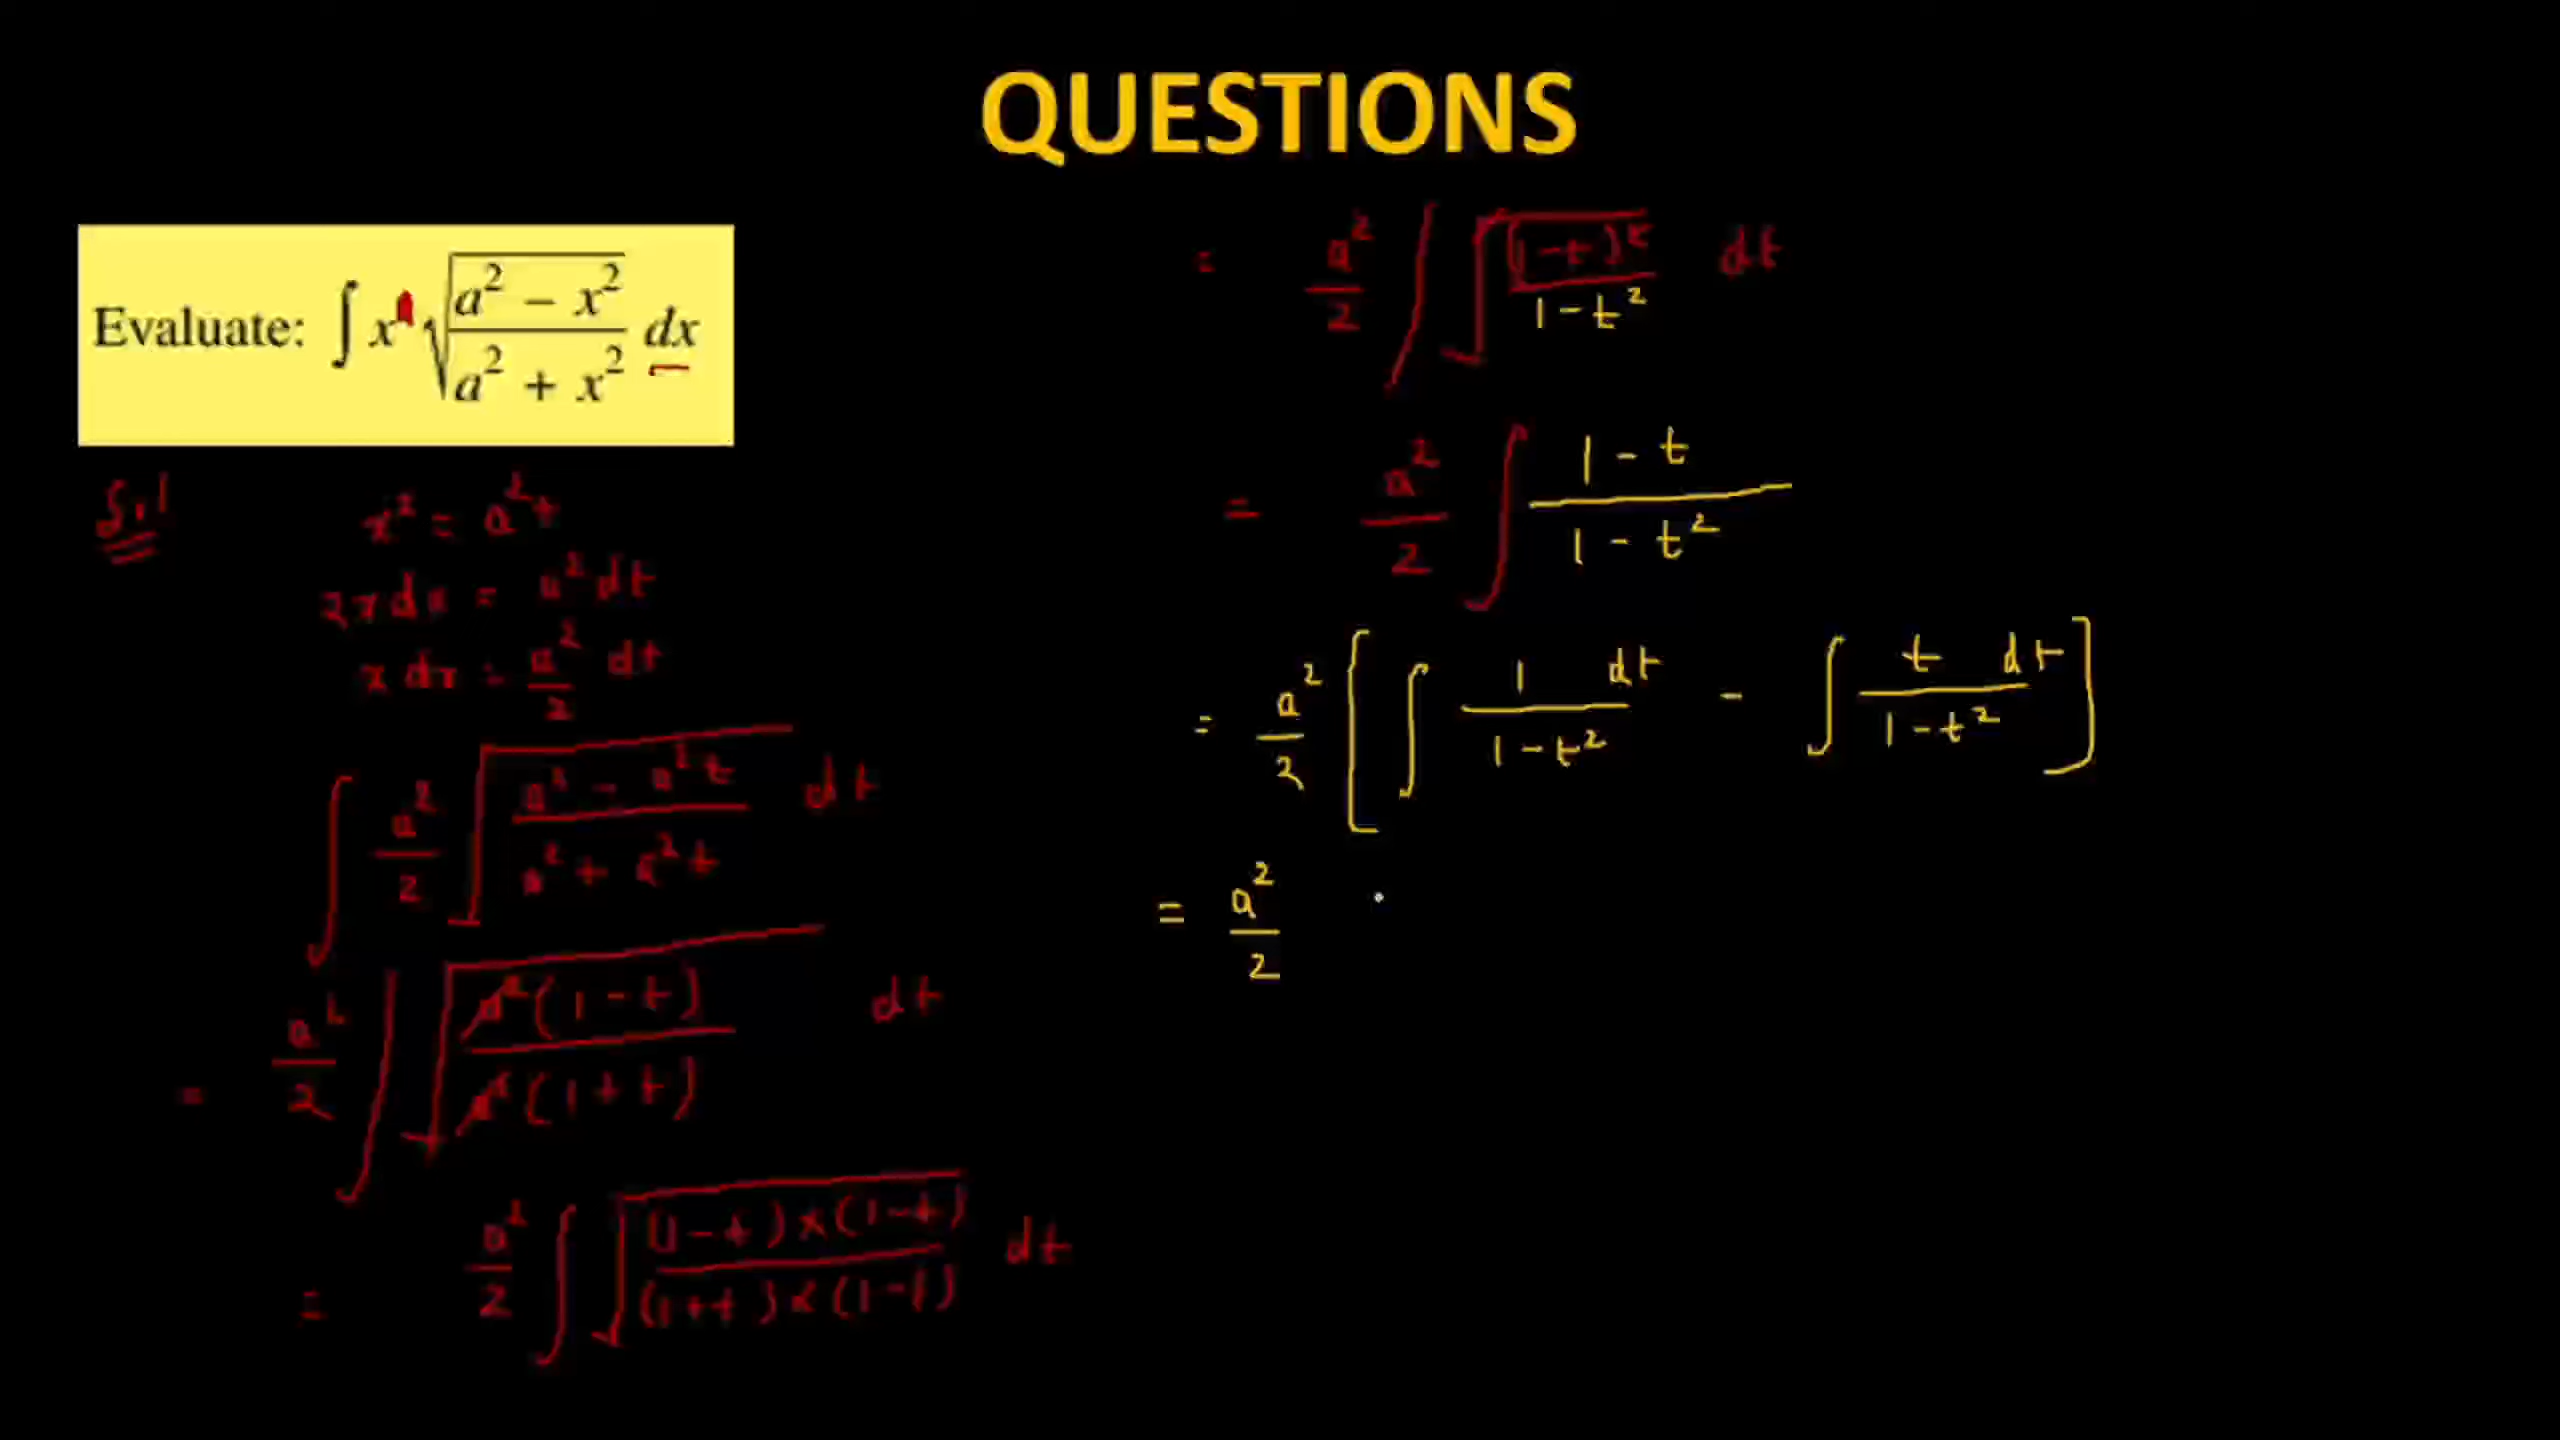 QUESTIONS
Evaluate: ∫ x √((a² − x²)/(a² + x²)) dx
Sol
x² = a²t
2x dx = a² dt
x dx = a²/2 dt
∫ a²/2 √((a² − a²t)/(a² + a²t)) dt
= a²/2 ∫ √(a²(1−t)/a²(1+t)) dt
= a²/2 ∫ √((1−t)×(1−t)/(1+t)×(1−t)) dt
= a²/2 ∫ √((1−t)²/1−t²) dt
= a²/2 ∫ (1−t)/(1−t²)
= a²/2 [ ∫ 1 dt/(1−t²) − ∫ t dt/(1−t²) ]
= a²/2